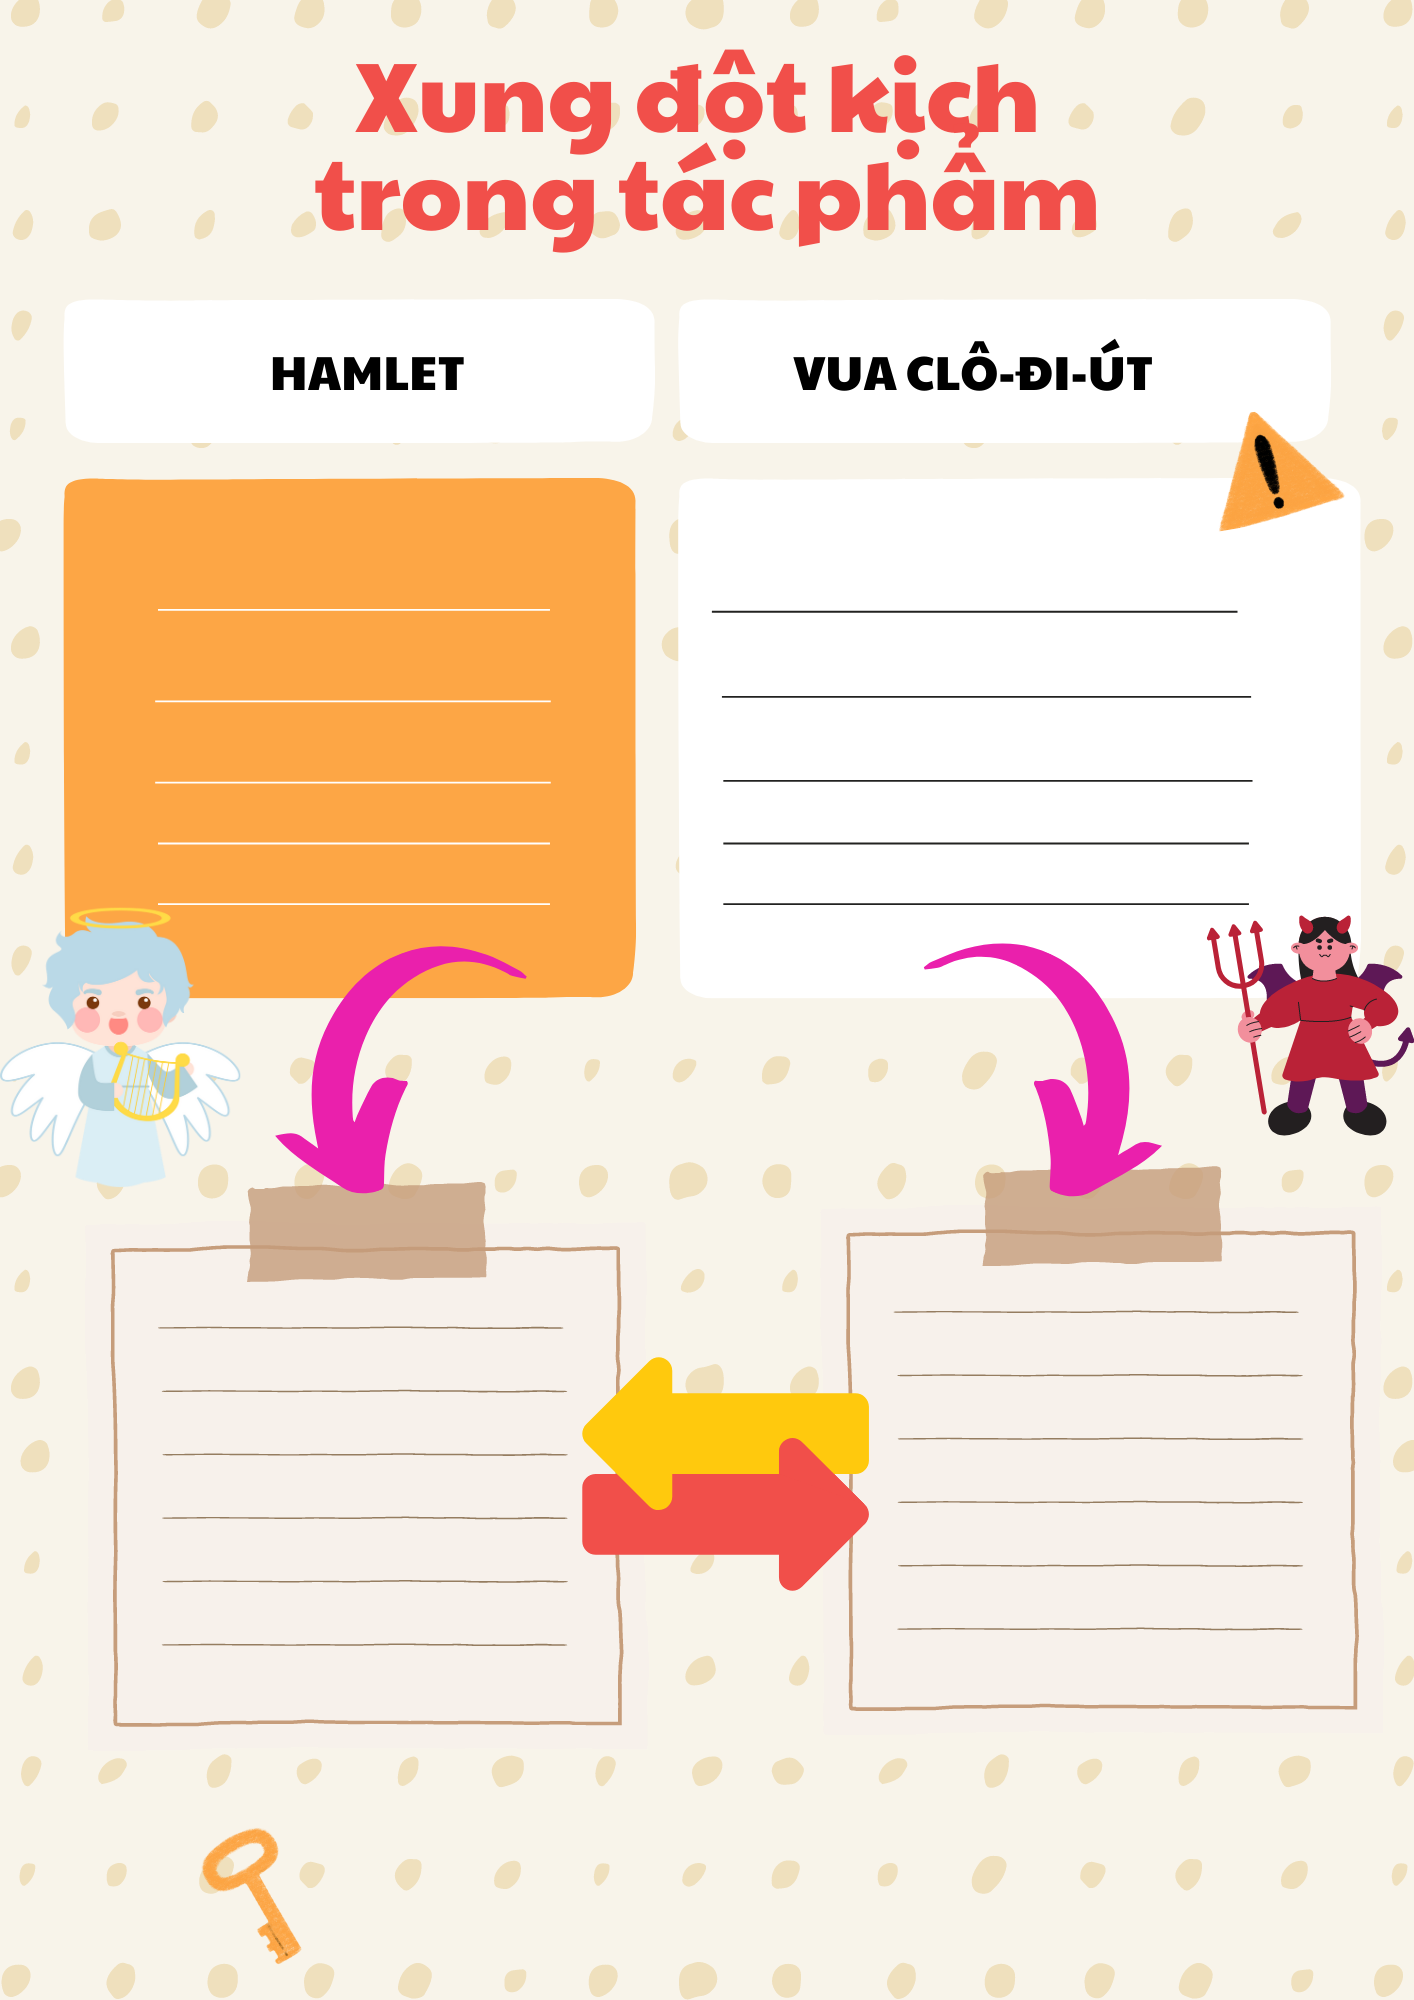 Xung đột kịch
trong tác phẩm
HAMLET
VUA CLÔ-ĐI-ÚT